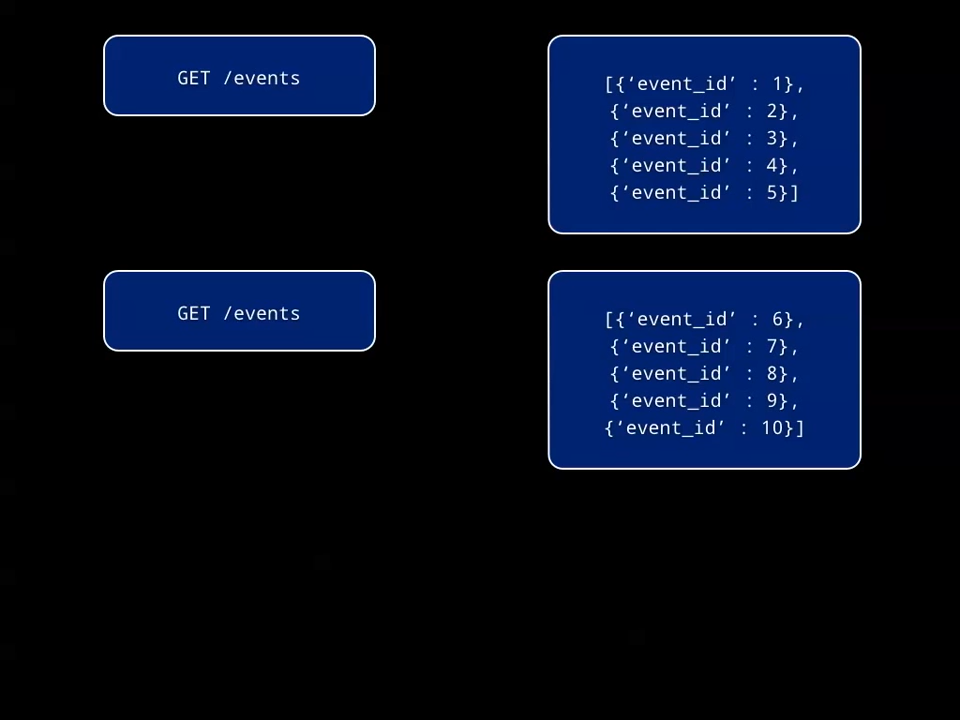 GET /events
[{‘event_id’ : 1},
{‘event_id’ : 2},
{‘event_id’ : 3},
{‘event_id’ : 4},
{‘event_id’ : 5}]
GET /events
[{‘event_id’ : 6},
{‘event_id’ : 7},
{‘event_id’ : 8},
{‘event_id’ : 9},
{‘event_id’ : 10}]